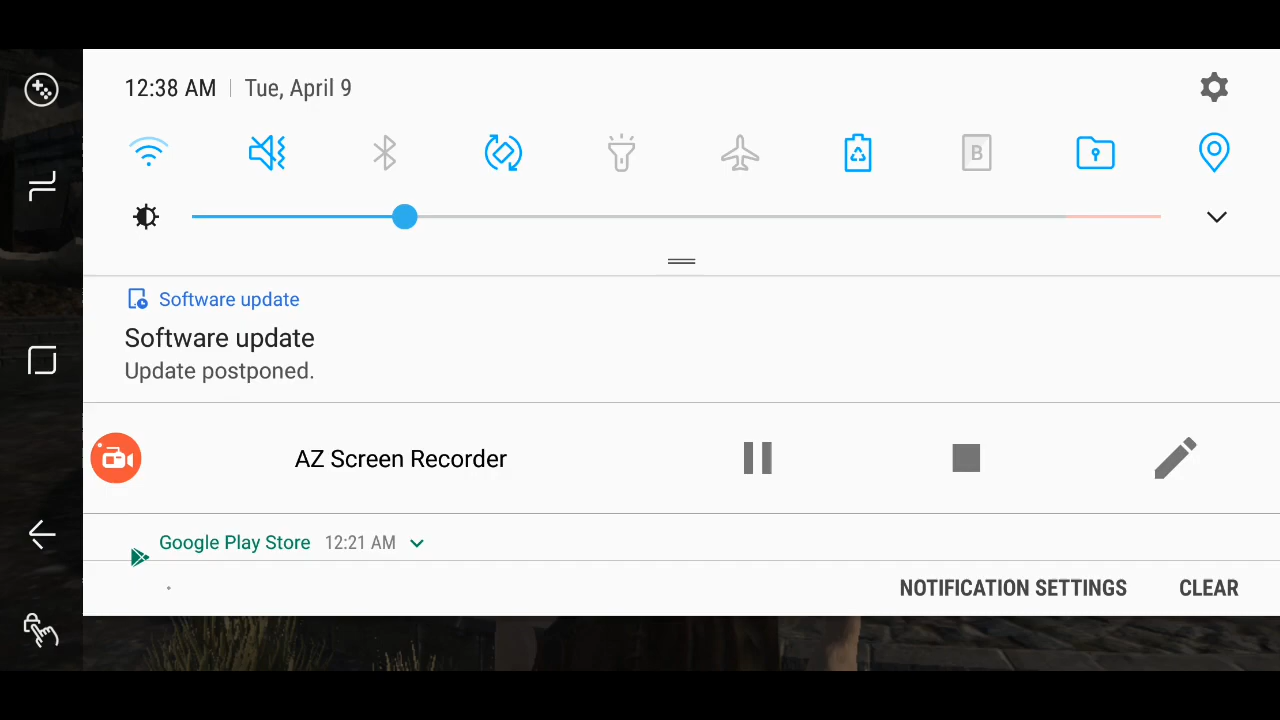 12:38 AM | Tue, April 9
B
Software update
Software update
Update postponed.
AZ Screen Recorder
Google Play Store 12:21 AM
NOTIFICATION SETTINGS CLEAR